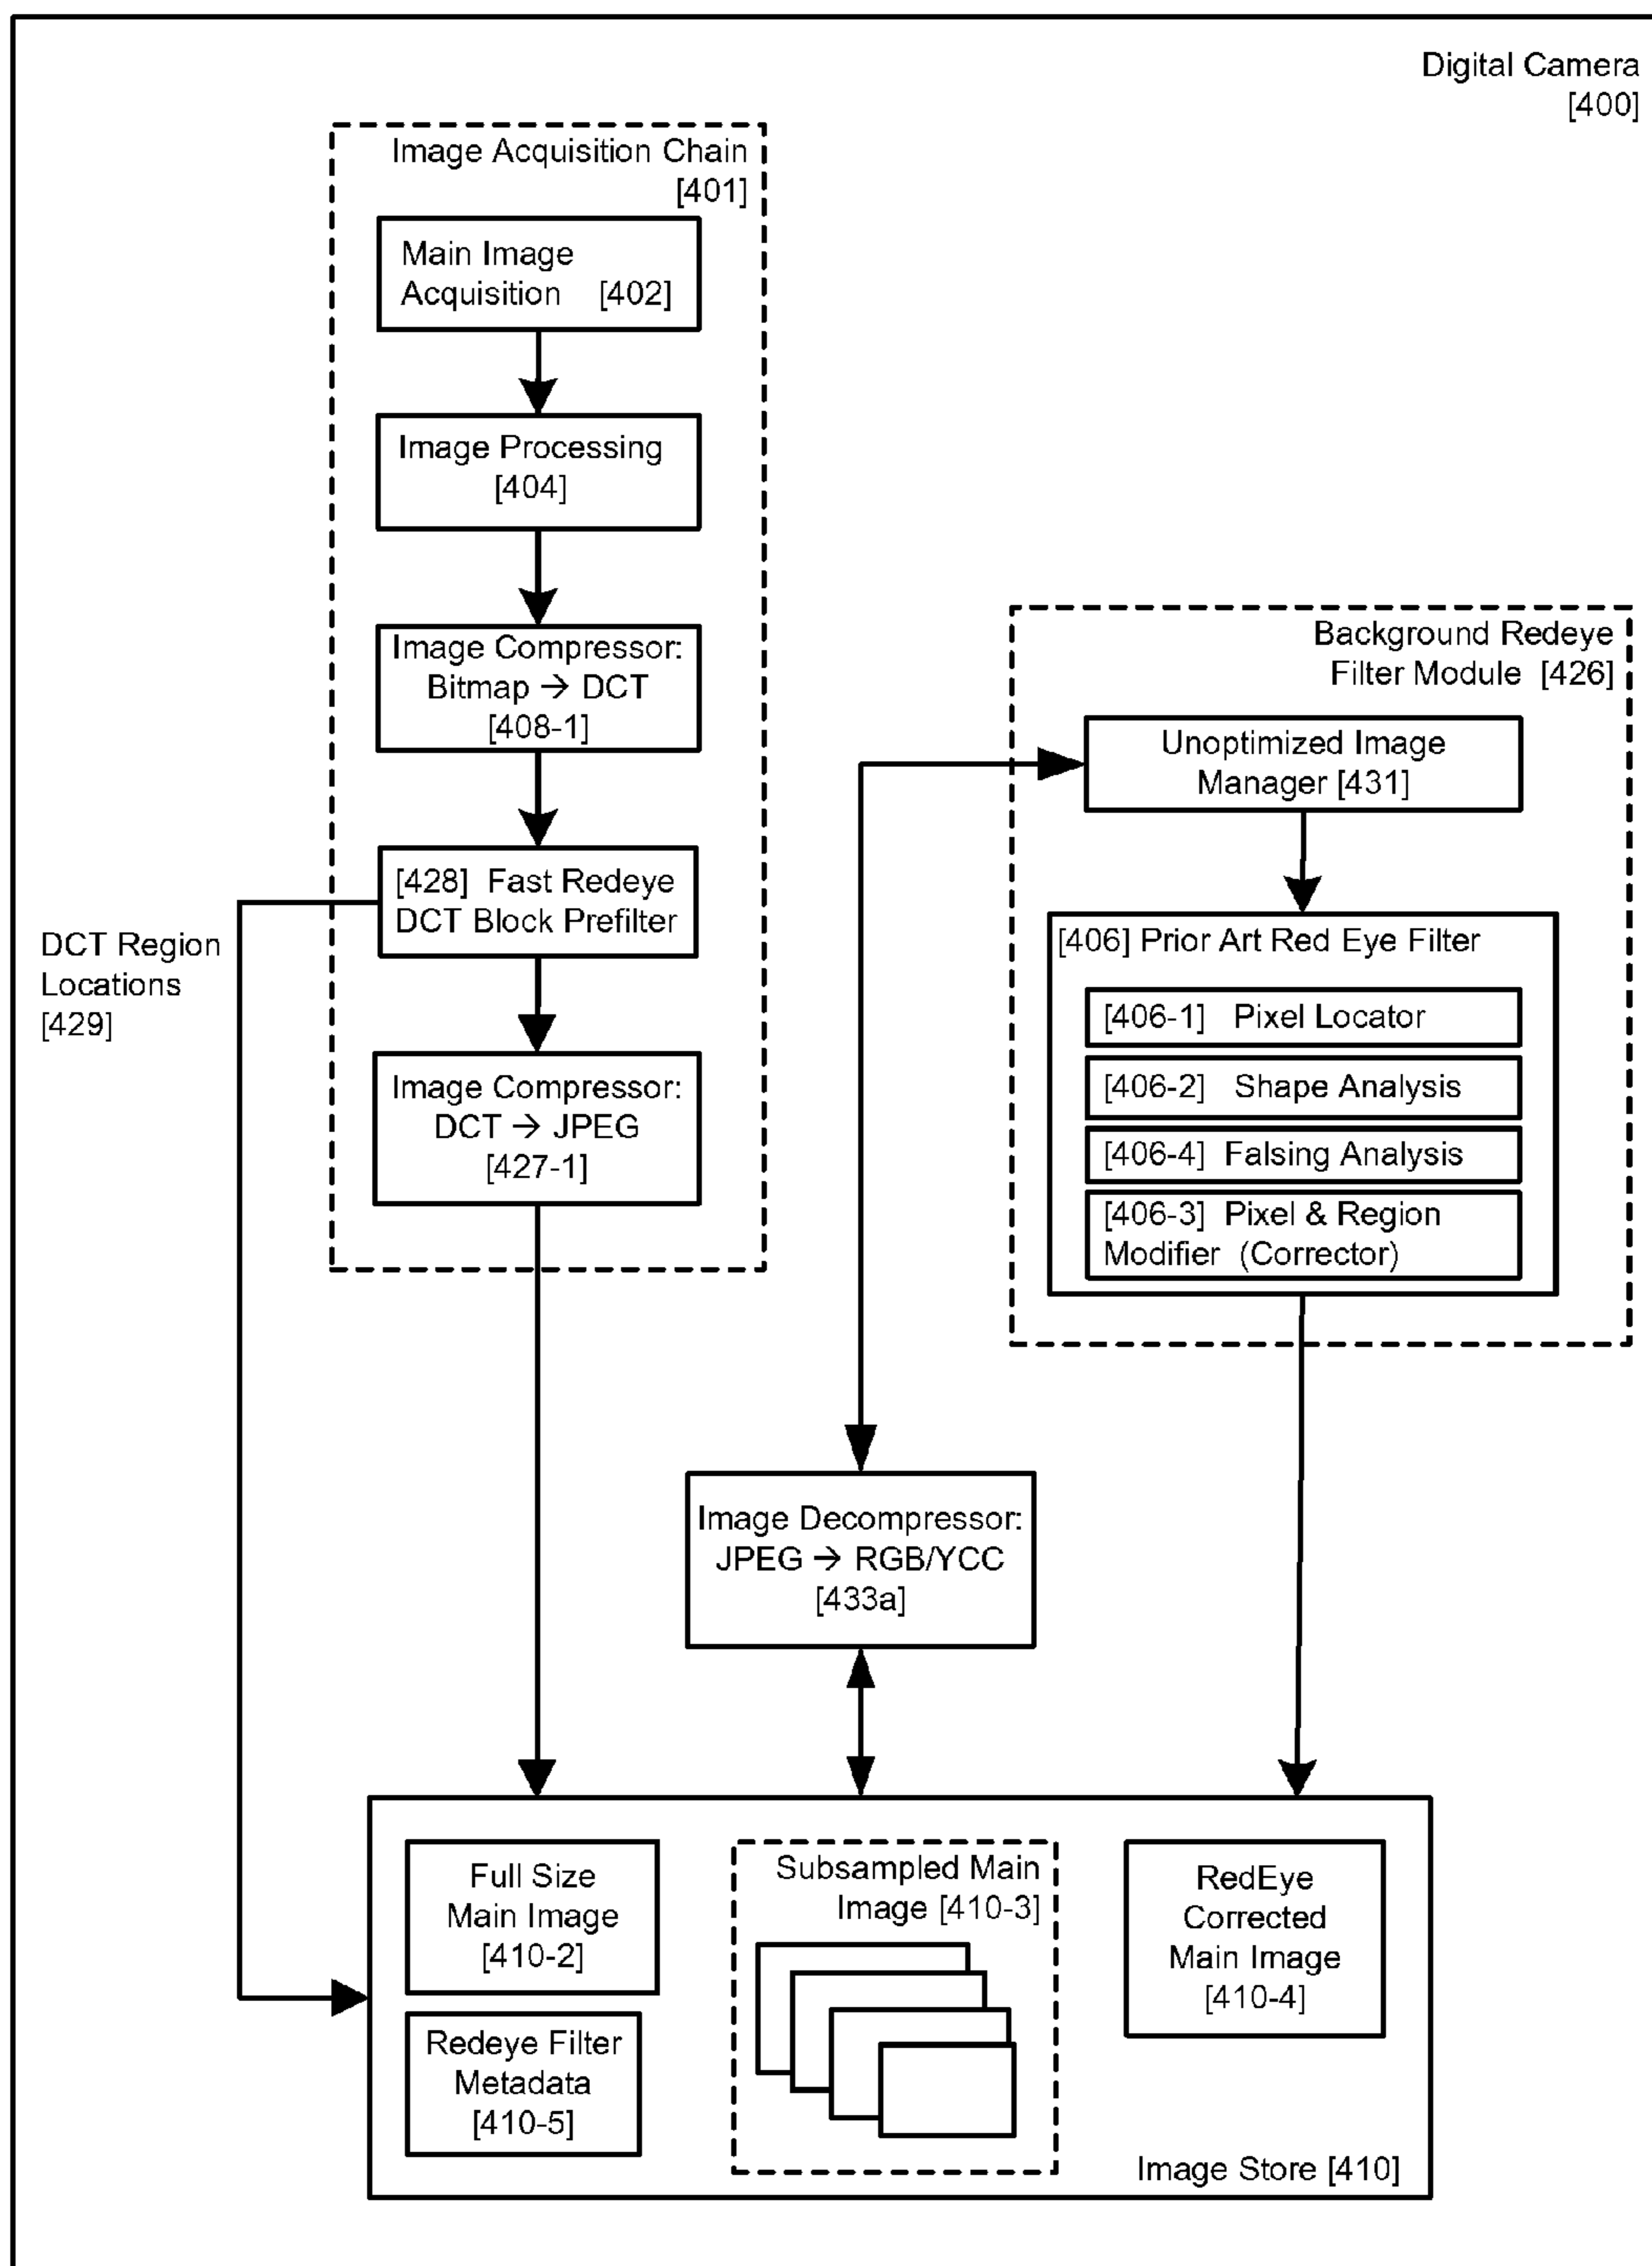 Digital Camera
[400]
Image Acquisition Chain
[401]
Main Image
Acquisition [402]
Image Processing
[404]
Image Compressor:
Bitmap → DCT
[408-1]
[428] Fast Redeye
DCT Block Prefilter
DCT Region
Locations
[429]
Image Compressor:
DCT → JPEG
[427-1]
Background Redeye
Filter Module [426]
Unoptimized Image
Manager [431]
[406] Prior Art Red Eye Filter
[406-1] Pixel Locator
[406-2] Shape Analysis
[406-4] Falsing Analysis
[406-3] Pixel & Region
Modifier (Corrector)
Image Decompressor:
JPEG → RGB/YCC
[433a]
Full Size
Main Image
[410-2]
Redeye Filter
Metadata
[410-5]
Subsampled Main
Image [410-3]
RedEye
Corrected
Main Image
[410-4]
Image Store [410]